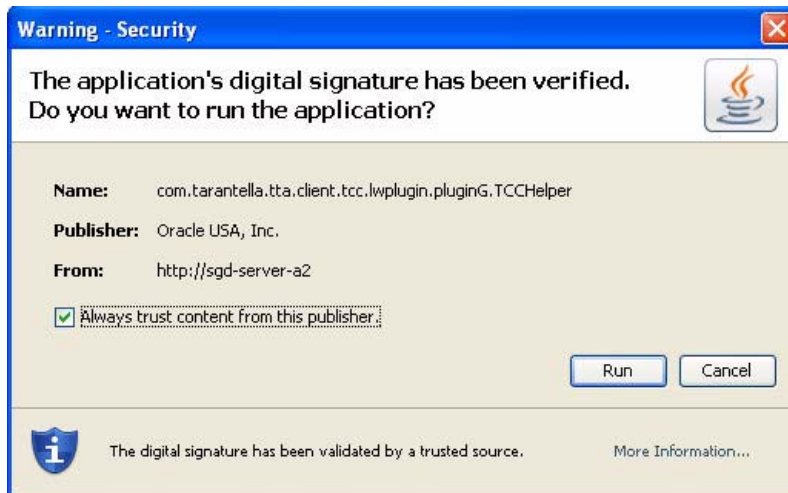 Warning - Security
The application's digital signature has been verified.
Do you want to run the application?
Name: com.tarantella.tta.client.tcc.lwplugin.pluginG.TCCHelper
Publisher: Oracle USA, Inc.
From: http://sgd-server-a2
Always trust content from this publisher.
Run Cancel
The digital signature has been validated by a trusted source. More Information...